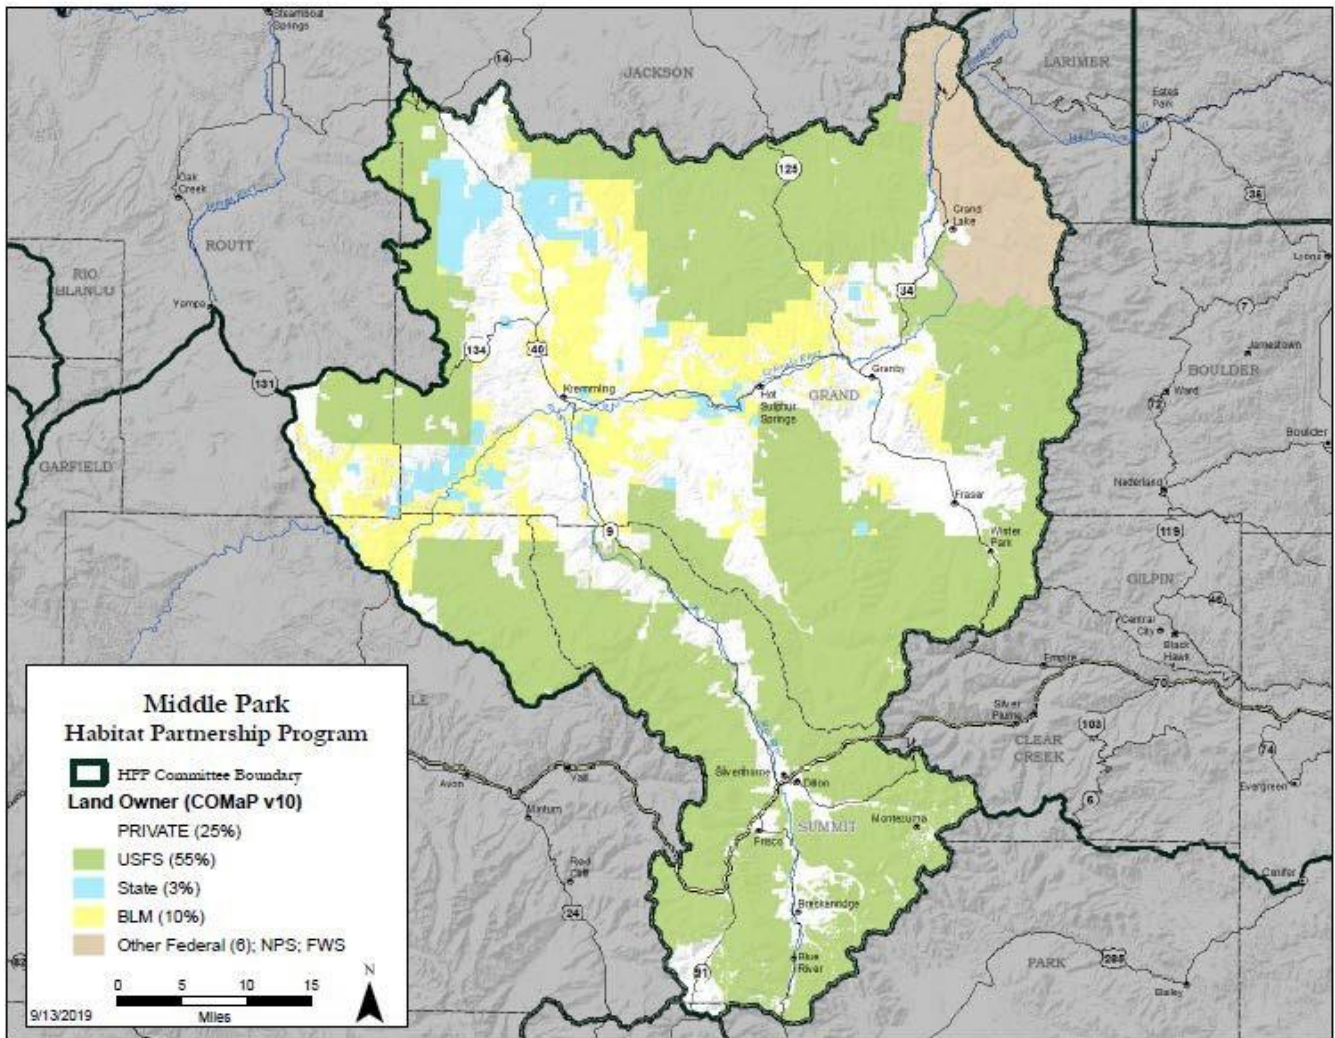 Steamboat
Springs
14
JACKSON
LARIMER
Estes
Park
125
36
Oak
Creek
ROUTT
Grand
Lake
Lyons
RIO
BLANCO
Yampa
34
7
134
40
Jamestown
131
Colorado River
Granby
BOULDER
Kremmling
Hot
Sulphur
Springs
GRAND
Ward
72
Boulder
GARFIELD
Nederland
Fraser
9
Winter
Park
119
GILPIN
46
Central
City
Black
Hawk
Empire
70
LE
Silver
Plume
103
CLEAR
CREEK
74
Avon
Vail
Silverthorne
Dillon
Evergreen
6
Minturn
SUMMIT
Montezuma
Frisco
Red
Cliff
Conifer
24
Breckenridge
Blue
River
91
PARK
285
Bailey
Middle Park
Habitat Partnership Program
HPP Committee Boundary
Land Owner (COMaP v10)
PRIVATE (25%)
USFS (55%)
State (3%)
BLM (10%)
Other Federal (6); NPS; FWS
N
0 5 10 15
Miles
9/13/2019